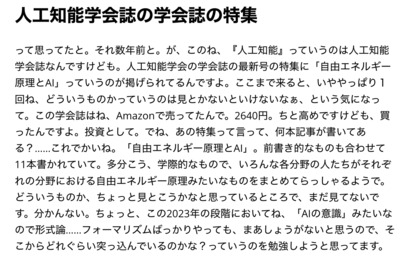 人工知能学会誌の学会誌の特集
って思ってたと。それ数年前と。が、このね、『人工知能』っていうのは人工知能
学会誌なんですけども。人工知能学会の学会誌の最新号の特集に「自由エネルギー
原理とAI」っていうのが掲げられてるんですよ。ここまで来ると、いややっぱり１
回ね、どういうものかっていうのは見とかないといけないなぁ、という気になっ
て。この学会誌はね、Amazonで売ってたんで。2640円。ちと高めですけども、買
ったんですよ。投資として。でね、あの特集って言って、何本記事が書いてあ
る？……これでかいね。「自由エネルギー原理とAI」。前書き的なものも合わせて
11本書かれていて。多分こう、学際的なもので、いろんな各分野の人たちがそれぞ
れの分野における自由エネルギー原理みたいなものをまとめてらっしゃるようで。
どういうものか、ちょっと見とこうかなと思っているところで、まだ見てないで
す。分かんない。ちょっと、この2023年の段階においてね、「AIの意識」みたいな
ので形式論……フォーマリズムばっかりやっても、まあしょうがないと思うので、そ
こからどれぐらい突っ込んでいるのかな？っていうのを勉強しようと思ってます。